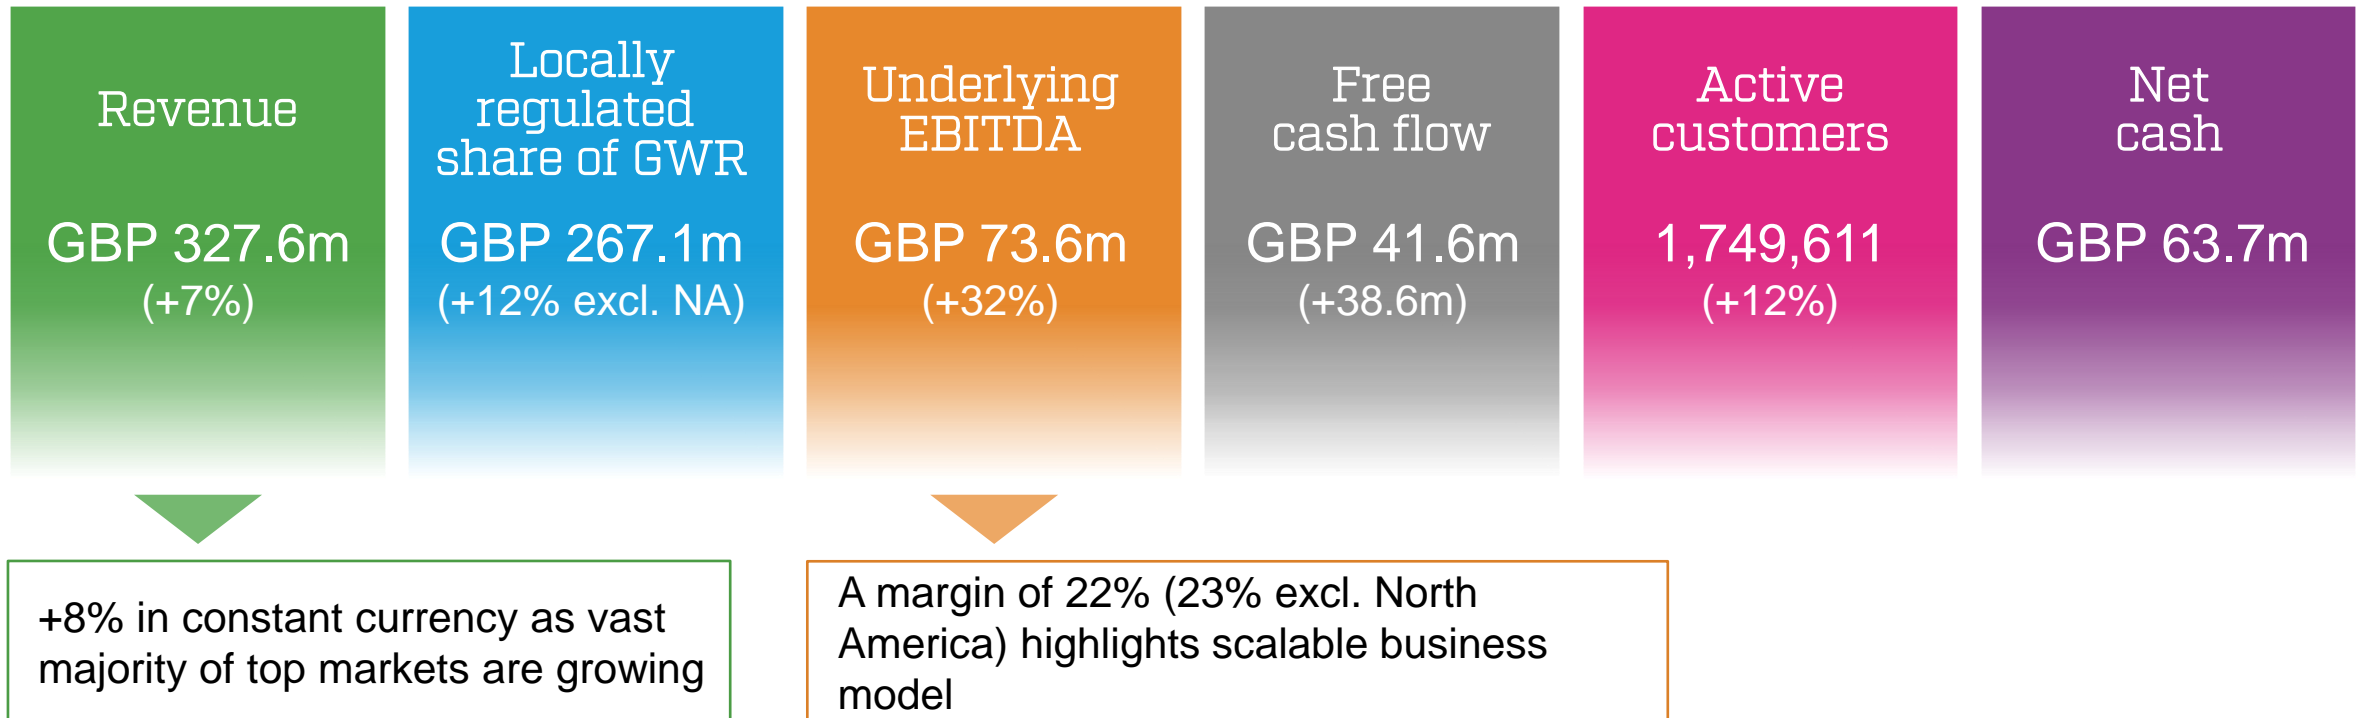 Revenue
GBP 327.6m
(+7%)
Locally
regulated
share of GWR
GBP 267.1m
(+12% excl. NA)
Underlying
EBITDA
GBP 73.6m
(+32%)
Free
cash flow
GBP 41.6m
(+38.6m)
Active
customers
1,749,611
(+12%)
Net
cash
GBP 63.7m
+8% in constant currency as vast
majority of top markets are growing
A margin of 22% (23% excl. North
America) highlights scalable business
model